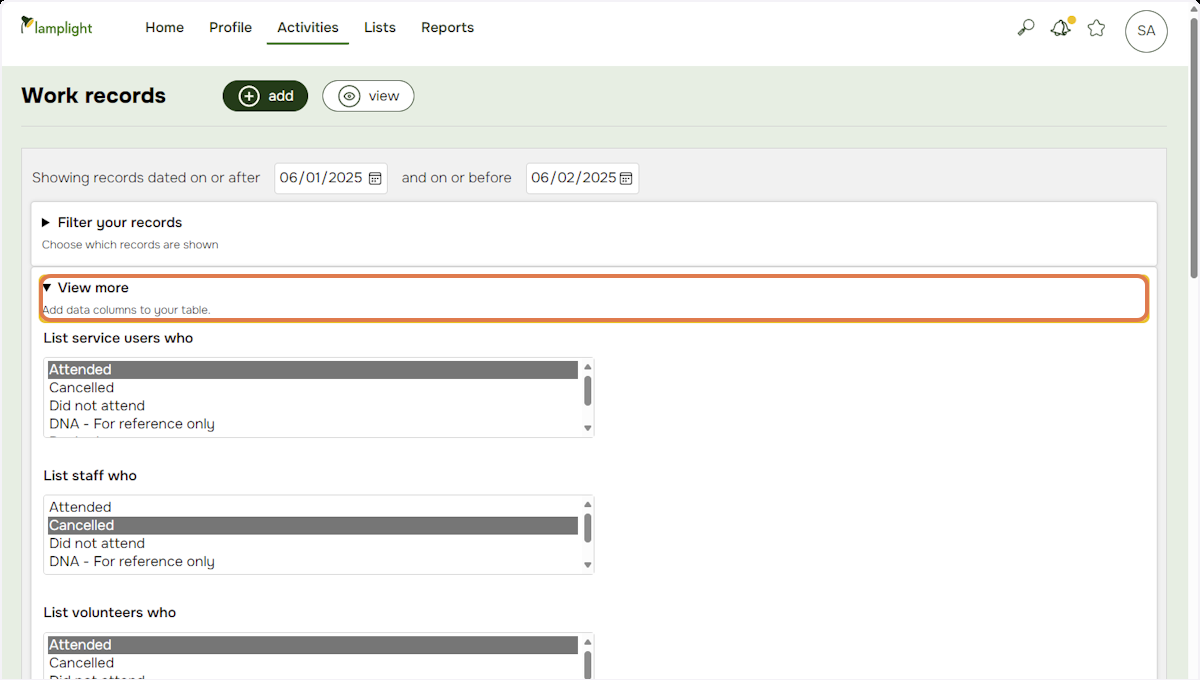 lamplight
Home Profile Activities Lists Reports
SA
Work records
add
view
Showing records dated on or after 06/01/2025 and on or before 06/02/2025
Filter your records
Choose which records are shown
View more
Add data columns to your table.
List service users who
Attended
Cancelled
Did not attend
DNA - For reference only
List staff who
Attended
Cancelled
Did not attend
DNA - For reference only
List volunteers who
Attended
Cancelled
Did not attend